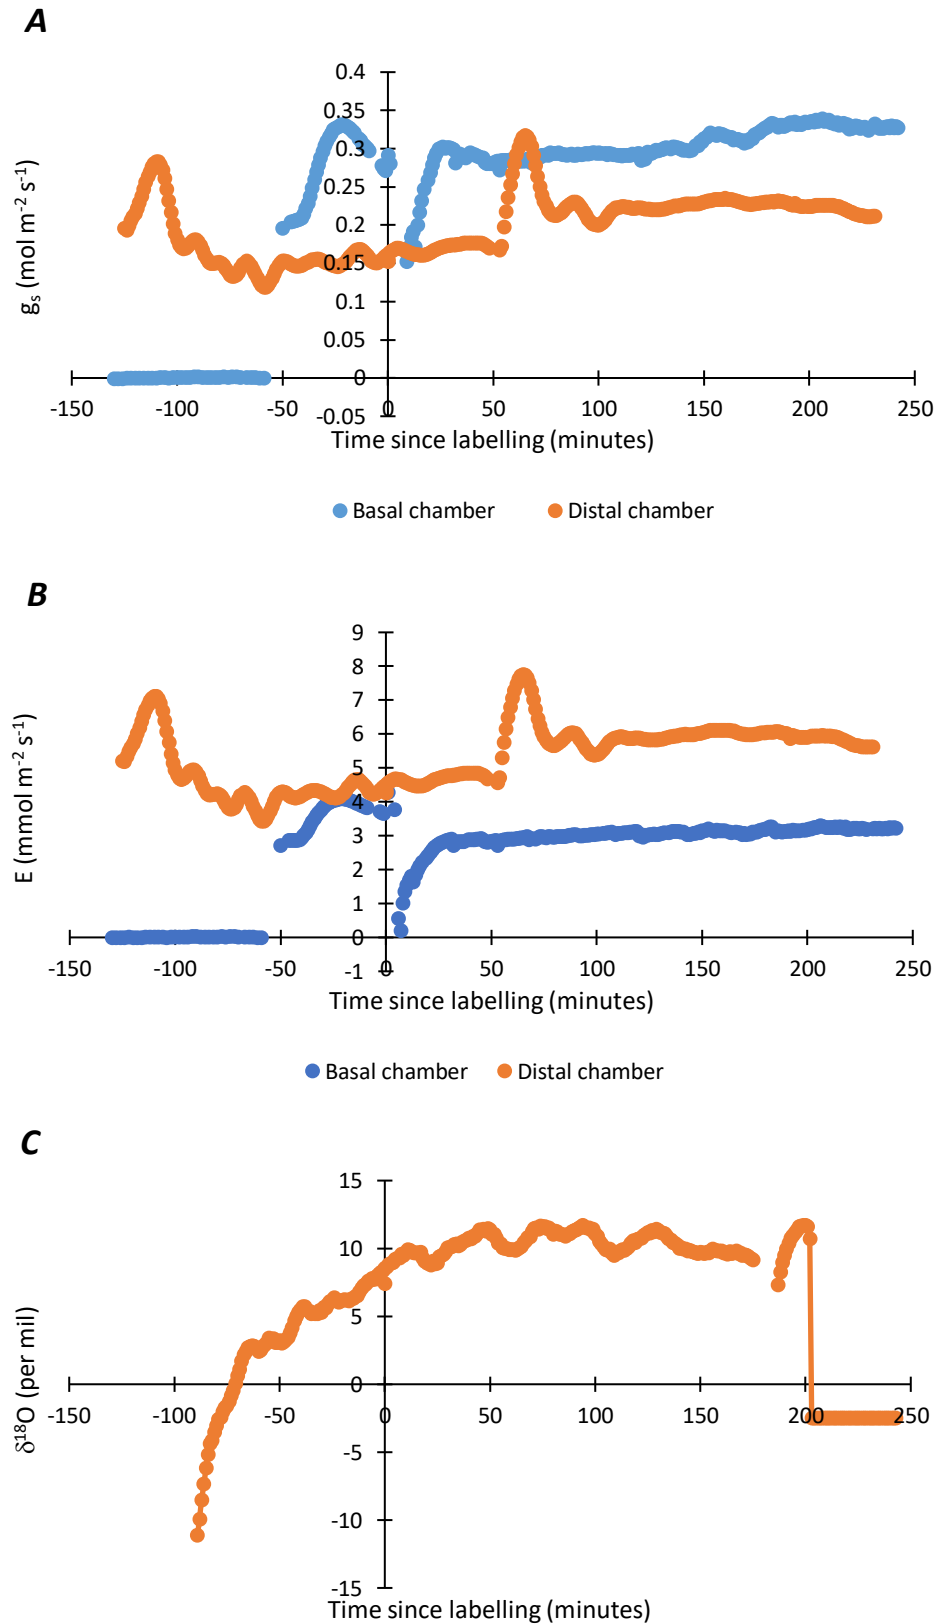 A
0.4
0.35
0.3
0.25
0.2
0.15
0.1
0.05
0
-0.05
gs (mol m-2 s-1)
-150 -100 -50 0 50 100 150 200 250
Time since labelling (minutes)
Basal chamber Distal chamber
B
9
8
7
6
5
4
3
2
1
0
-1
E (mmol m-2 s-1)
-150 -100 -50 0 50 100 150 200 250
Time since labelling (minutes)
Basal chamber Distal chamber
C
15
10
5
0
-5
-10
-15
δ18O (per mil)
-150 -100 -50 0 50 100 150 200 250
Time since labelling (minutes)